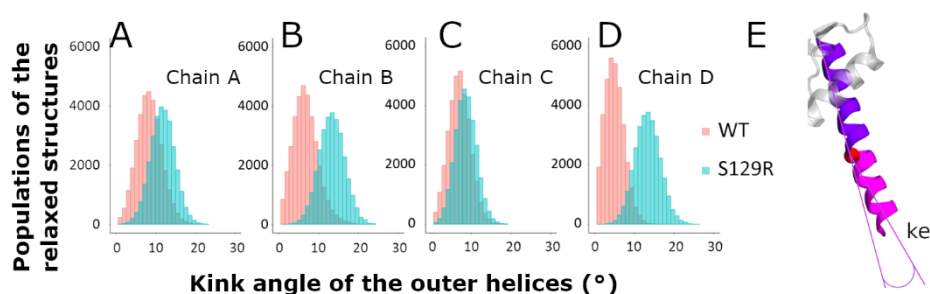 A
B
C
D
E
Populations of the
relaxed structures
6000
4000
2000
0
0
10
20
30
Chain A
6000
4000
2000
0
0
10
20
30
Chain B
6000
4000
2000
0
0
10
20
30
Chain C
6000
4000
2000
0
0
10
20
30
Chain D
WT
S129R
ke
Kink angle of the outer helices (°)